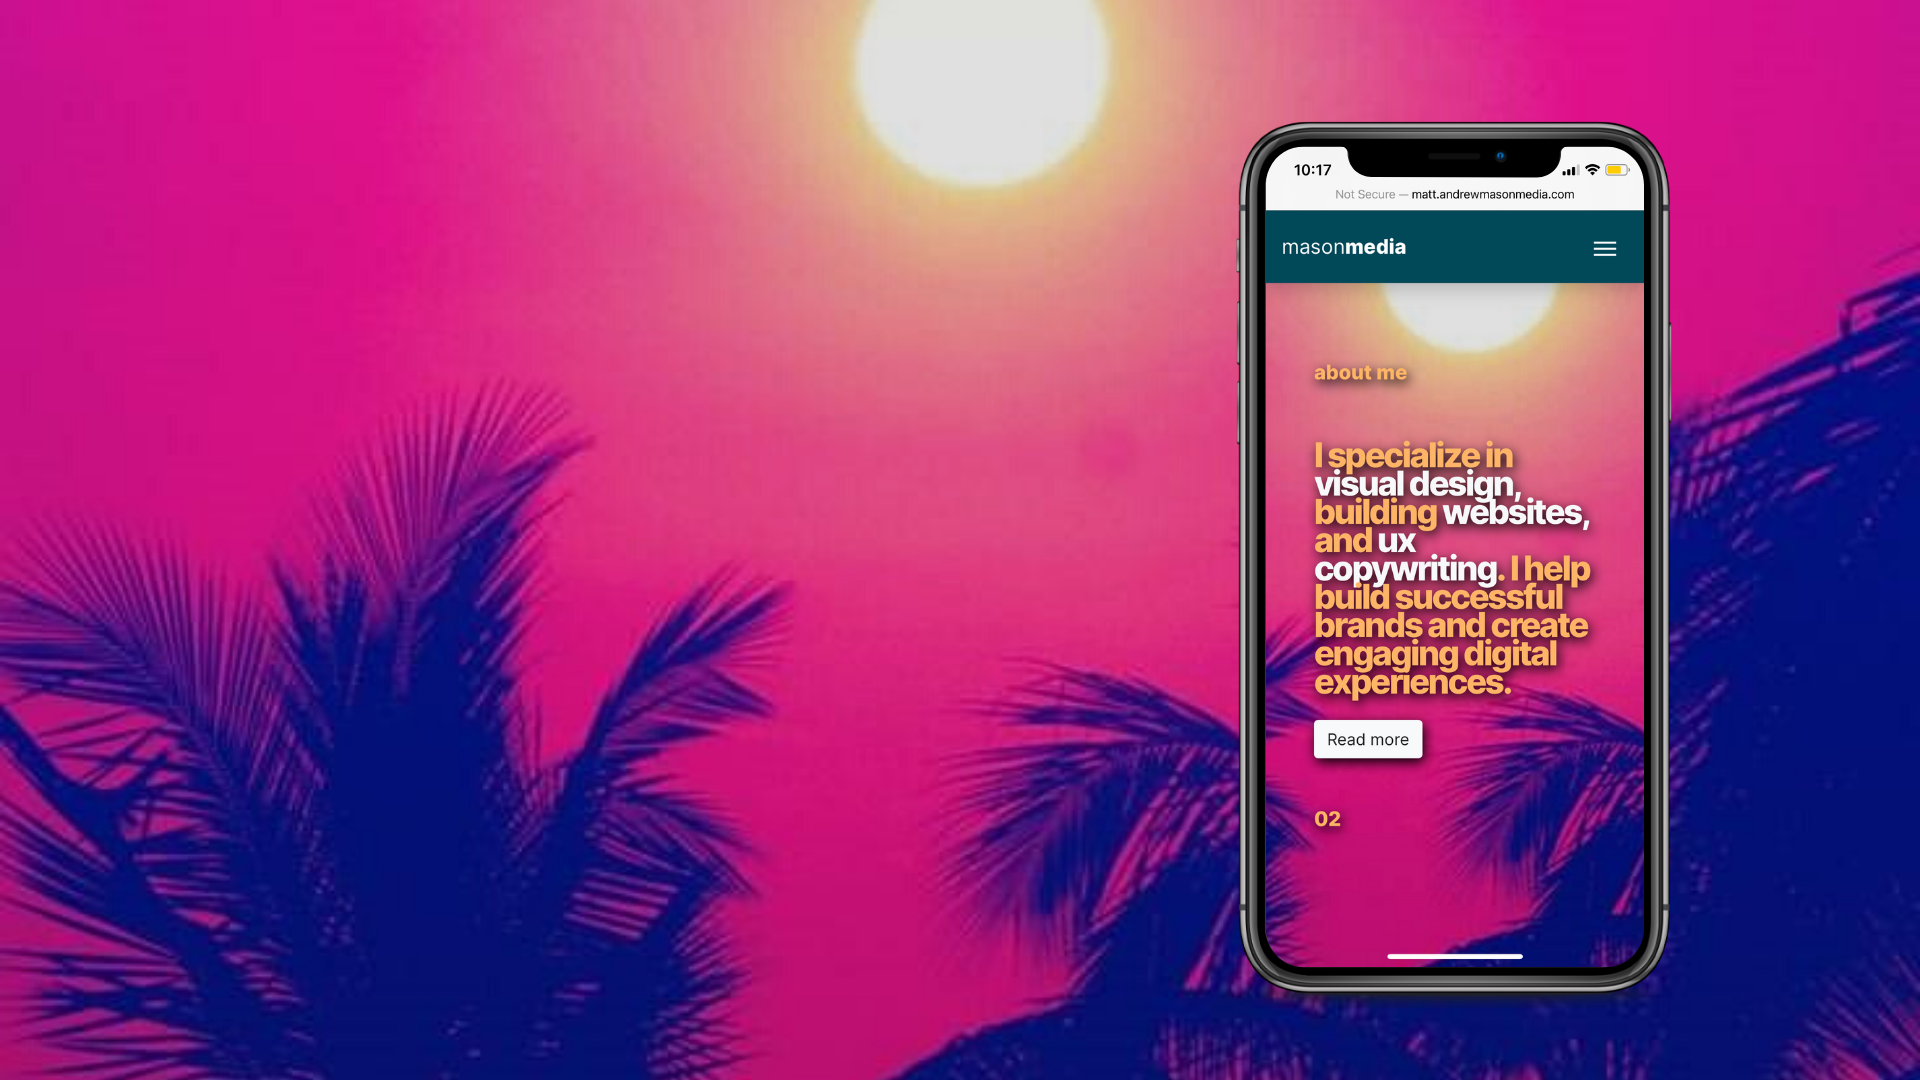 10:17
Not Secure — matt.andrewmasonmedia.com
masonmedia
about me
I specialize in
visual design,
building websites,
and ux
copywriting. I help
build successful
brands and create
engaging digital
experiences.
Read more
02